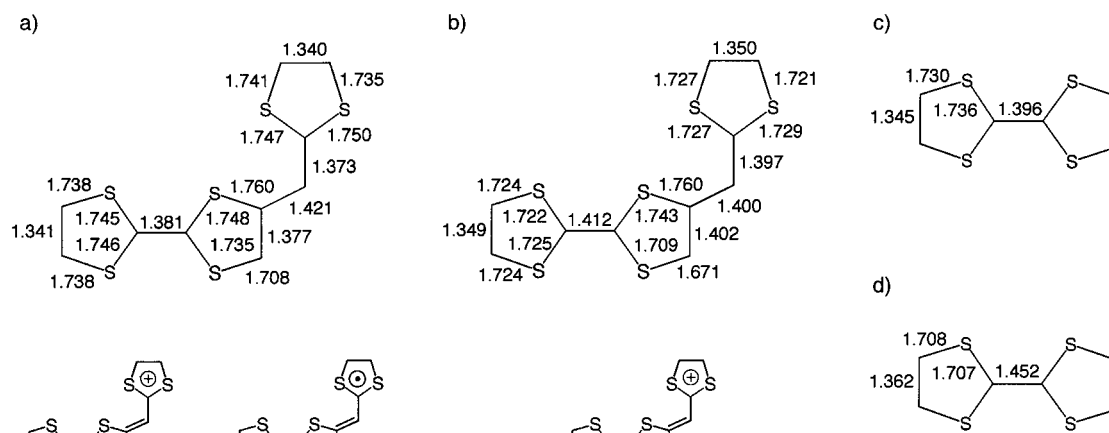 a)
1.340
1.741 1.735
S S
1.747 1.750
1.373
1.738 S S 1.760
1.421
1.745 1.381 1.748
1.341 1.377
1.746 1.735
1.738 S S 1.708
b)
1.350
1.727 1.721
S S
1.727 1.729
1.397
1.724 S S 1.760
1.400
1.722 1.412 1.743
1.349 1.402
1.725 1.709
1.724 S S 1.671
c)
1.730 S S
1.736 1.396
1.345
S S
d)
1.708 S S
1.707 1.452
1.362
S S
S + S
S S
S • S
S S
S + S
S S